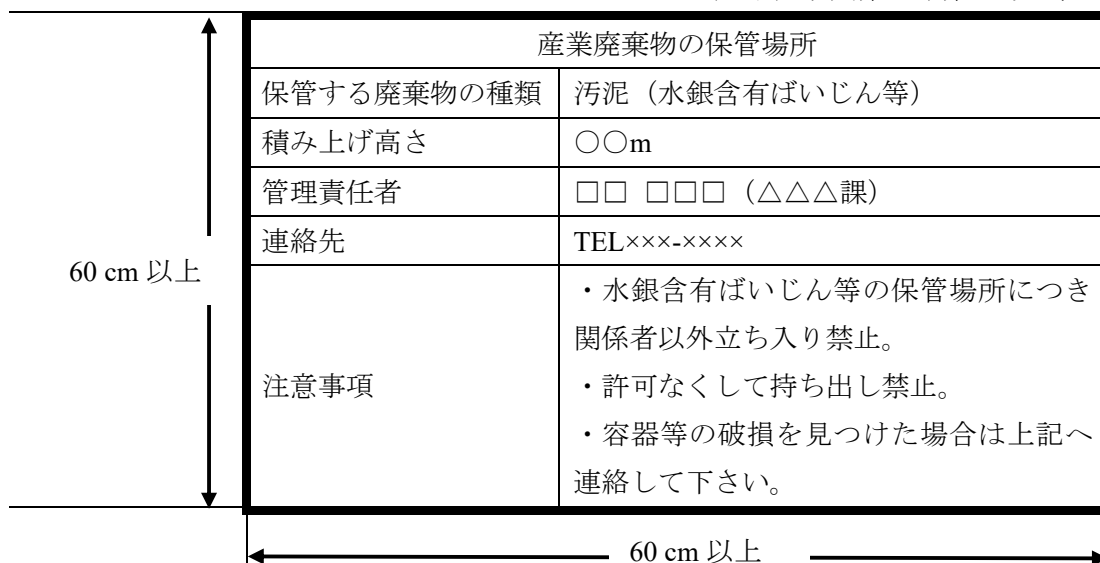 産業廃棄物の保管場所
保管する廃棄物の種類 汚泥（水銀含有ばいじん等）
積み上げ高さ 〇〇m
管理責任者 □□ □□□（△△△課）
連絡先 TEL×××-××××
60 cm 以上
注意事項
・水銀含有ばいじん等の保管場所につき
関係者以外立ち入り禁止。
・許可なくして持ち出し禁止。
・容器等の破損を見つけた場合は上記へ
連絡して下さい。
60 cm 以上